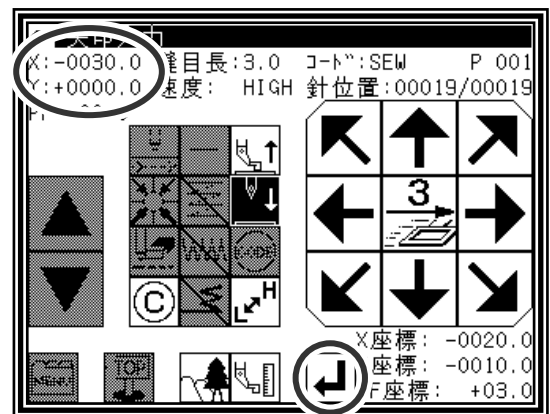 X:-0030.0 縫目長:3.0 コード:SEW P 001
Y:+0000.0 速度: HIGH 針位置:00019/00019
3
E-CODE
C
L H
X座標: -0020.0
座標: -0010.0
MENU TOP F座標: +03.0